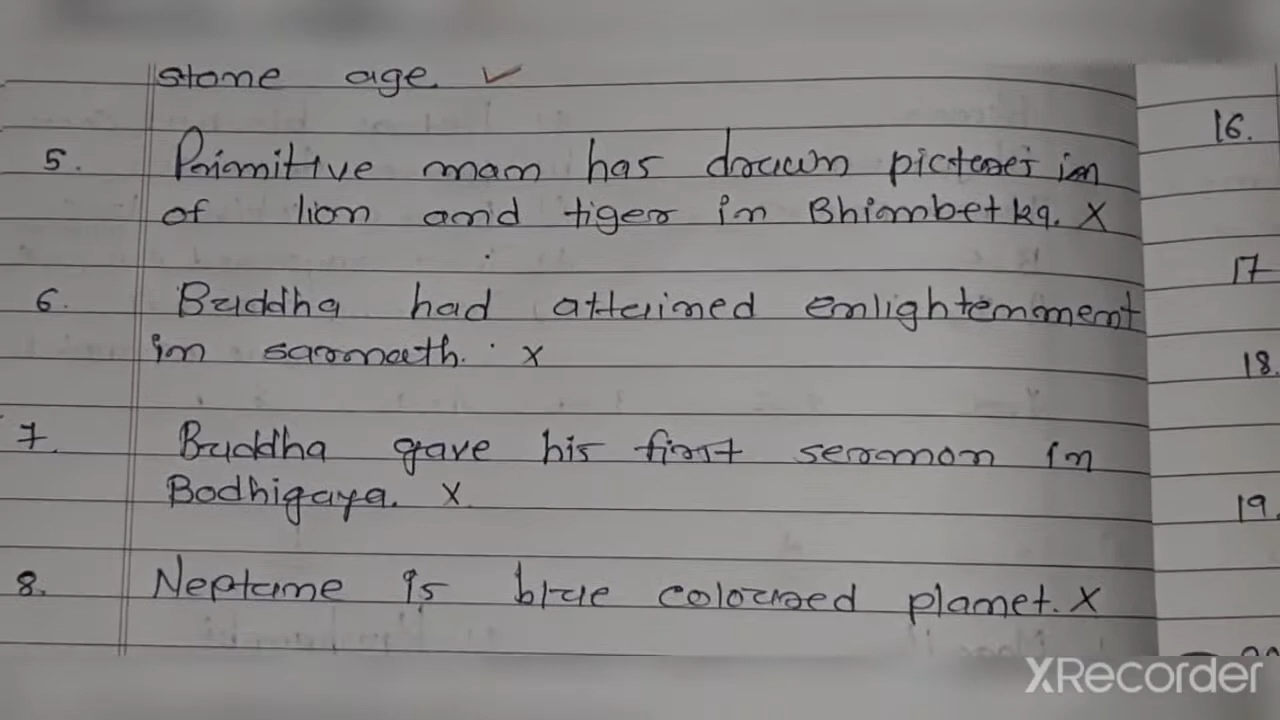 stone age. ✓
16.
5. Primitive man has drawn pictures in
of lion and tiger in Bhimbetka. X
17
6. Buddha had attained enlightenment
in sarnath. X
18.
7. Buddha gave his first sermon in
Bodhigaya. X
19.
8. Neptune is blue coloured planet. X
XRecorder